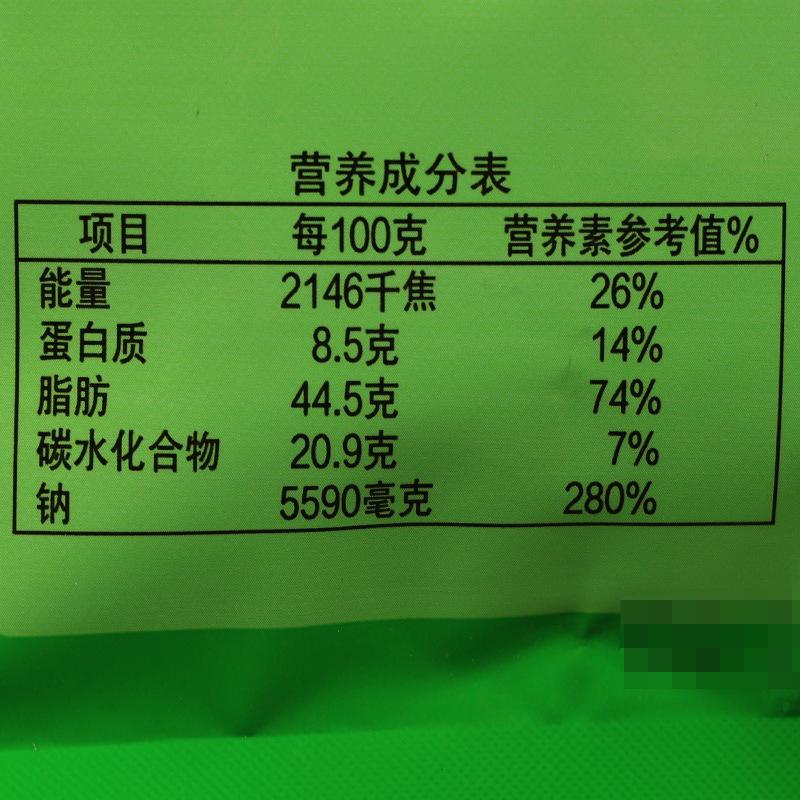 营养成分表
项目 每100克 营养素参考值%
能量 2146千焦 26%
蛋白质 8.5克 14%
脂肪 44.5克 74%
碳水化合物 20.9克 7%
钠 5590毫克 280%